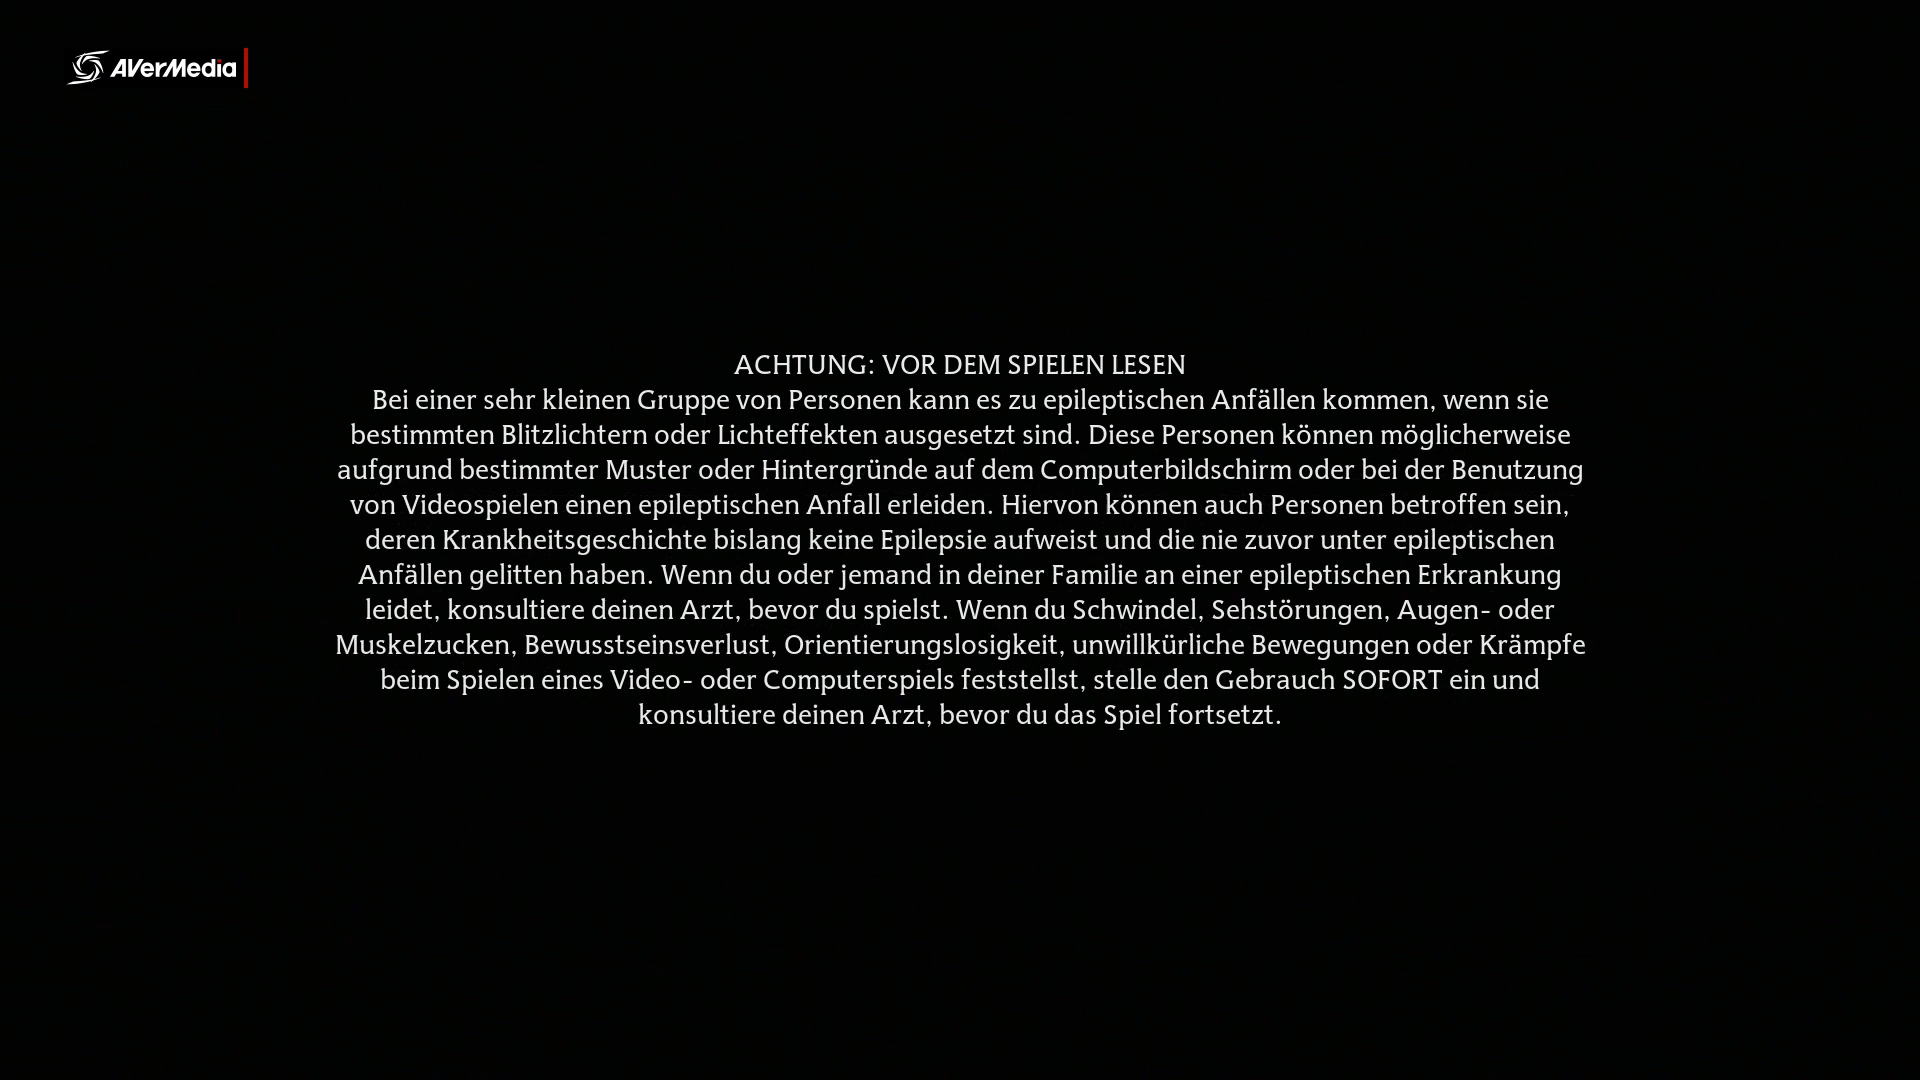 AVerMedia
ACHTUNG: VOR DEM SPIELEN LESEN
Bei einer sehr kleinen Gruppe von Personen kann es zu epileptischen Anfällen kommen, wenn sie
bestimmten Blitzlichtern oder Lichteffekten ausgesetzt sind. Diese Personen können möglicherweise
aufgrund bestimmter Muster oder Hintergründe auf dem Computerbildschirm oder bei der Benutzung
von Videospielen einen epileptischen Anfall erleiden. Hiervon können auch Personen betroffen sein,
deren Krankheitsgeschichte bislang keine Epilepsie aufweist und die nie zuvor unter epileptischen
Anfällen gelitten haben. Wenn du oder jemand in deiner Familie an einer epileptischen Erkrankung
leidet, konsultiere deinen Arzt, bevor du spielst. Wenn du Schwindel, Sehstörungen, Augen- oder
Muskelzucken, Bewusstseinsverlust, Orientierungslosigkeit, unwillkürliche Bewegungen oder Krämpfe
beim Spielen eines Video- oder Computerspiels feststellst, stelle den Gebrauch SOFORT ein und
konsultiere deinen Arzt, bevor du das Spiel fortsetzt.